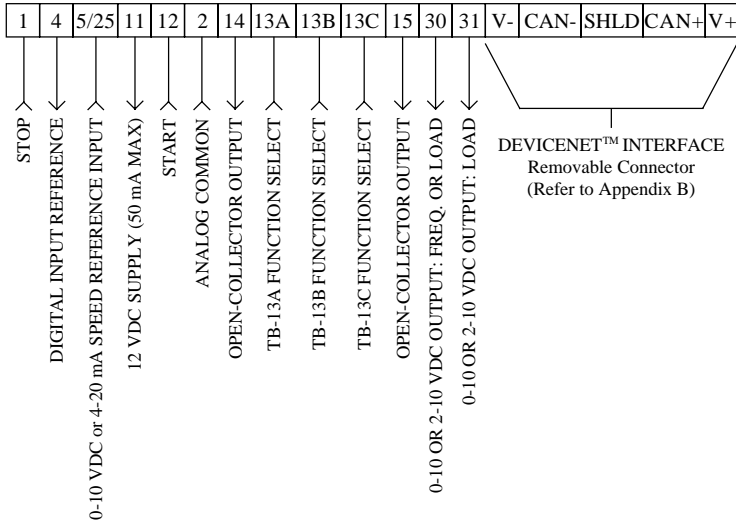 1 4 5/25 11 12 2 14 13A 13B 13C 15 30 31 V- CAN- SHLD CAN+ V+
STOP
DIGITAL INPUT REFERENCE
0-10 VDC or 4-20 mA SPEED REFERENCE INPUT
12 VDC SUPPLY (50 mA MAX)
START
ANALOG COMMON
OPEN-COLLECTOR OUTPUT
TB-13A FUNCTION SELECT
TB-13B FUNCTION SELECT
TB-13C FUNCTION SELECT
OPEN-COLLECTOR OUTPUT
0-10 OR 2-10 VDC OUTPUT: FREQ. OR LOAD
0-10 OR 2-10 VDC OUTPUT: LOAD
DEVICENET™ INTERFACE
Removable Connector
(Refer to Appendix B)